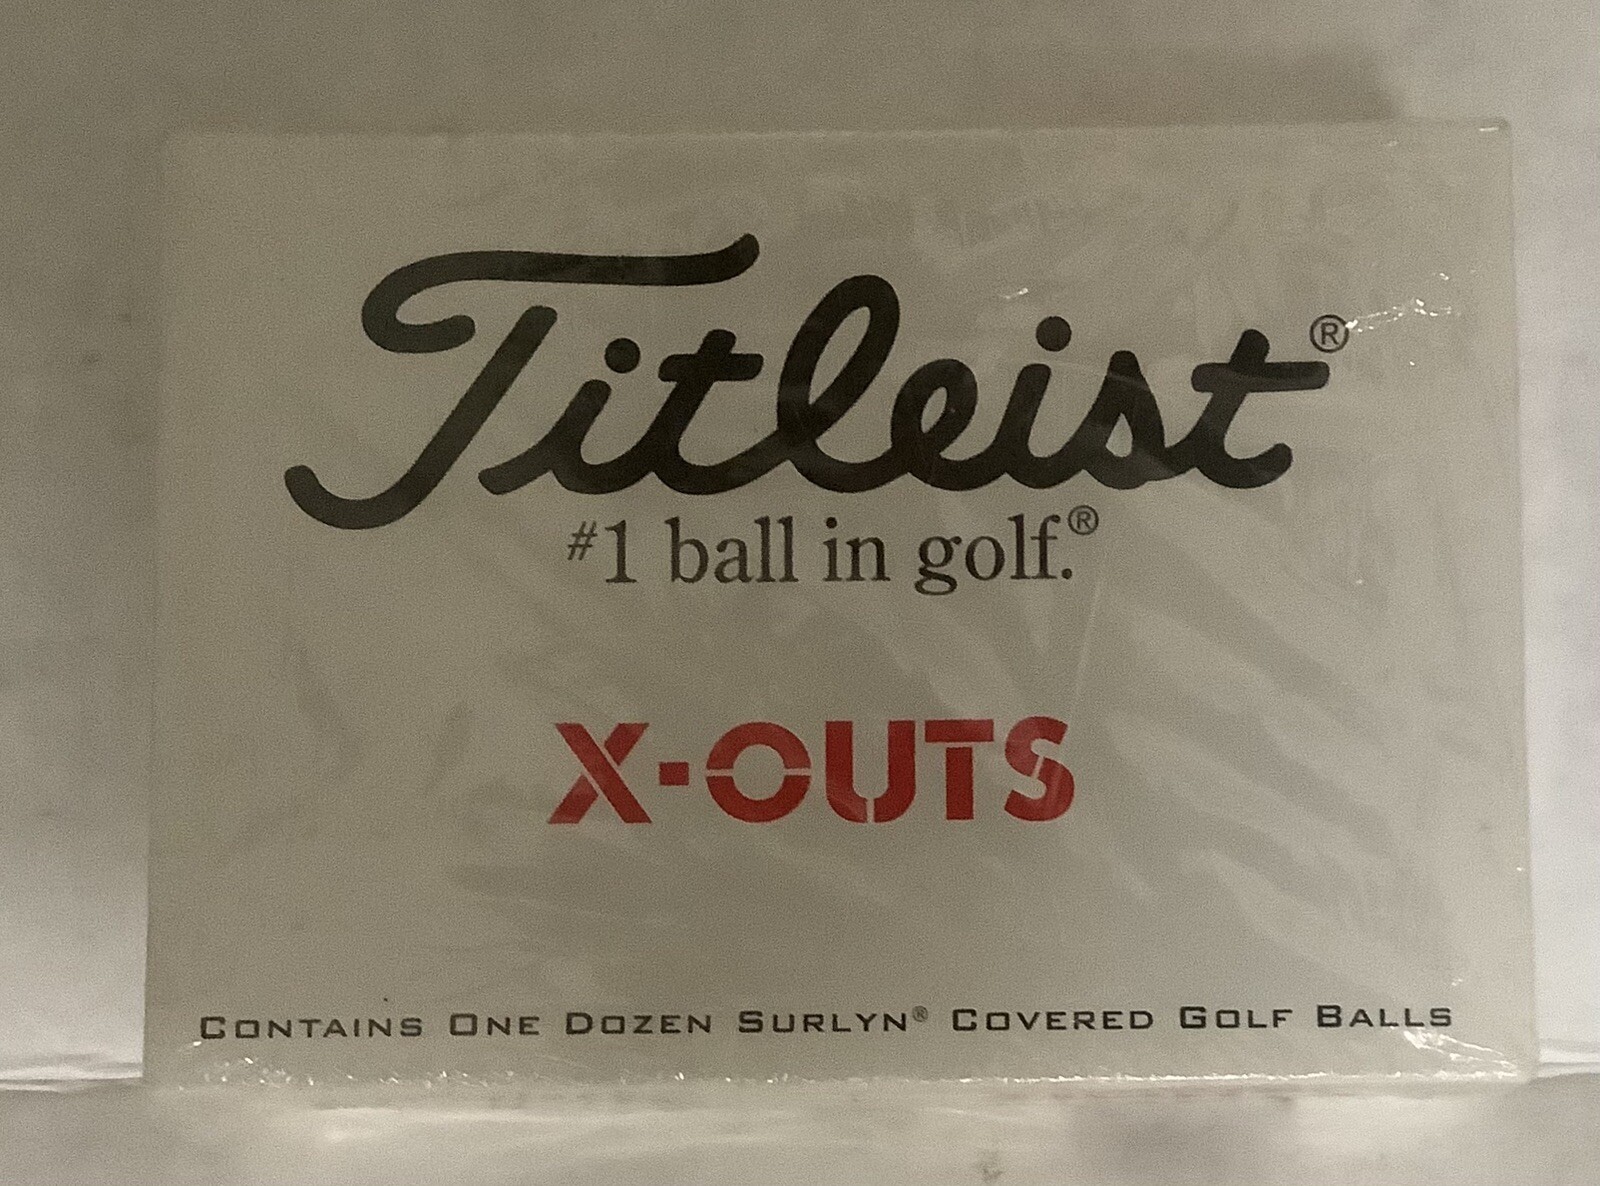 Titleist®
#1 ball in golf.®
X-OUTS
CONTAINS ONE DOZEN SURLYN® COVERED GOLF BALLS